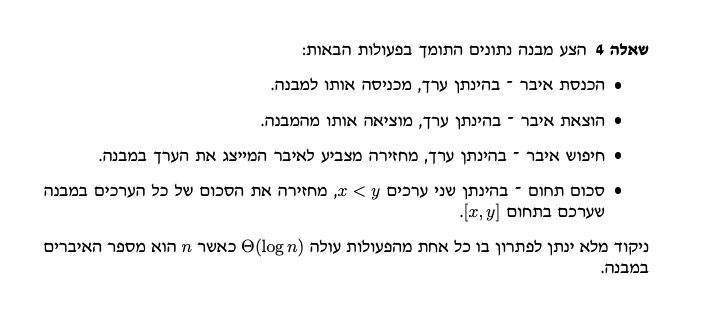 שאלה 4 הצע מבנה נתונים התומך בפעולות הבאות:
• הכנסת איבר - בהינתן ערך, מכניסה אותו למבנה.
• הוצאת איבר - בהינתן ערך, מוציאה אותו מהמבנה.
• חיפוש איבר - בהינתן ערך, מחזירה מצביע לאיבר המייצג את הערך במבנה.
• סכום תחום - בהינתן שני ערכים x < y, מחזירה את הסכום של כל הערכים במבנה
שערכם בתחום [x, y].
ניקוד מלא ינתן לפתרון בו כל אחת מהפעולות עולה Θ(log n) כאשר n הוא מספר האיברים
במבנה.